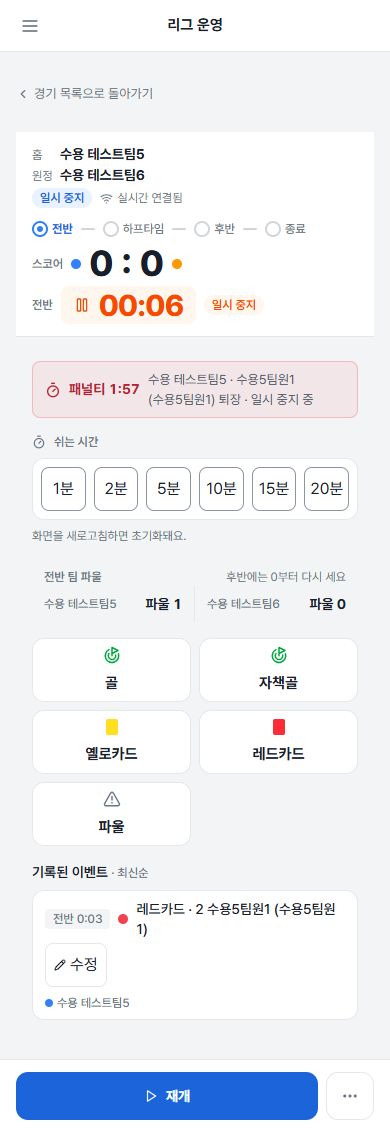 리그 운영
경기 목록으로 돌아가기
홈 수용 테스트팀5
원정 수용 테스트팀6
일시 중지 실시간 연결됨
전반 하프타임 후반 종료
스코어 0 : 0
전반 00:06 일시 중지
패널티 1:57 수용 테스트팀5 · 수용5팀원1
(수용5팀원1) 퇴장 · 일시 중지 중
쉬는 시간
1분 2분 5분 10분 15분 20분
화면을 새로고침하면 초기화돼요.
전반 팀 파울 후반에는 0부터 다시 세요
수용 테스트팀5 파울 1 수용 테스트팀6 파울 0
골 자책골
옐로카드 레드카드
파울
기록된 이벤트 · 최신순
전반 0:03 레드카드 · 2 수용5팀원1 (수용5팀원
1)
수정
수용 테스트팀5
재개